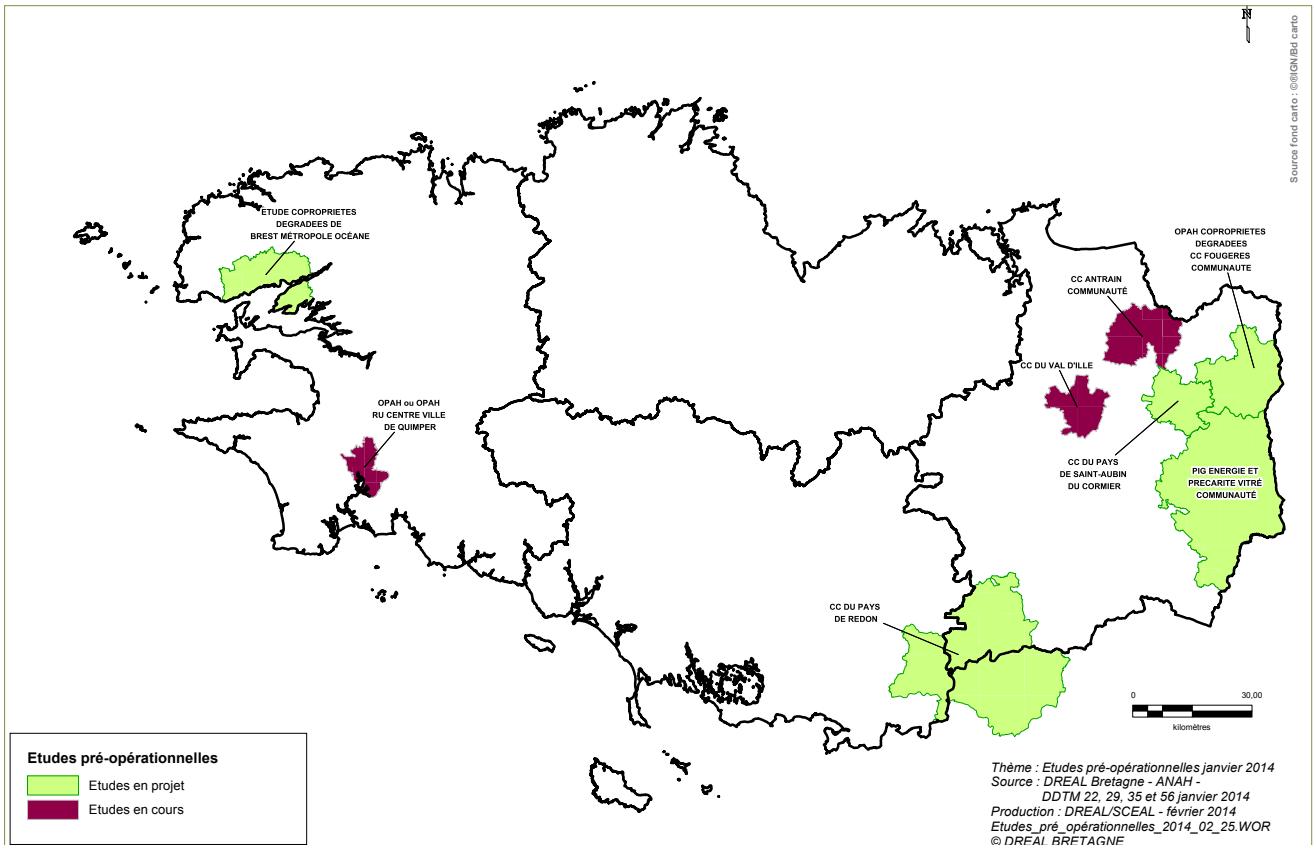 N
Source fond carto : ©®IGN/Bd carto
ETUDE COPROPRIETES
DEGRADEES DE
BREST MÉTROPOLE OCÉANE
OPAH COPROPRIETES
DEGRADEES
CC FOUGERES
COMMUNAUTE
CC ANTRAIN
COMMUNAUTÉ
CC DU VAL D'ILLE
OPAH ou OPAH
RU CENTRE VILLE
DE QUIMPER
CC DU PAYS
DE SAINT-AUBIN
DU CORMIER
PIG ENERGIE ET
PRECARITE VITRÉ
COMMUNAUTÉ
CC DU PAYS
DE REDON
0 30,00
kilomètres
Etudes pré-opérationnelles
Etudes en projet
Etudes en cours
Thème : Etudes pré-opérationnelles janvier 2014
Source : DREAL Bretagne - ANAH -
DDTM 22, 29, 35 et 56 janvier 2014
Production : DREAL/SCEAL - février 2014
Etudes_pré_opérationnelles_2014_02_25.WOR
© DREAL BRETAGNE